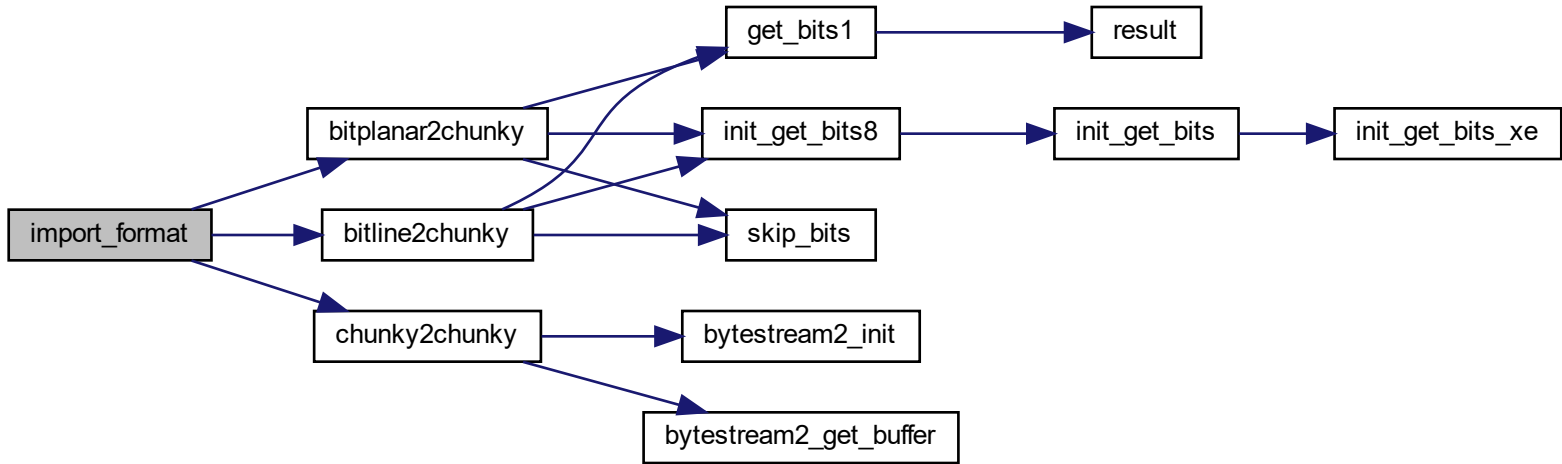 get_bits1
result
bitplanar2chunky
init_get_bits8
init_get_bits
init_get_bits_xe
import_format
bitline2chunky
skip_bits
chunky2chunky
bytestream2_init
bytestream2_get_buffer